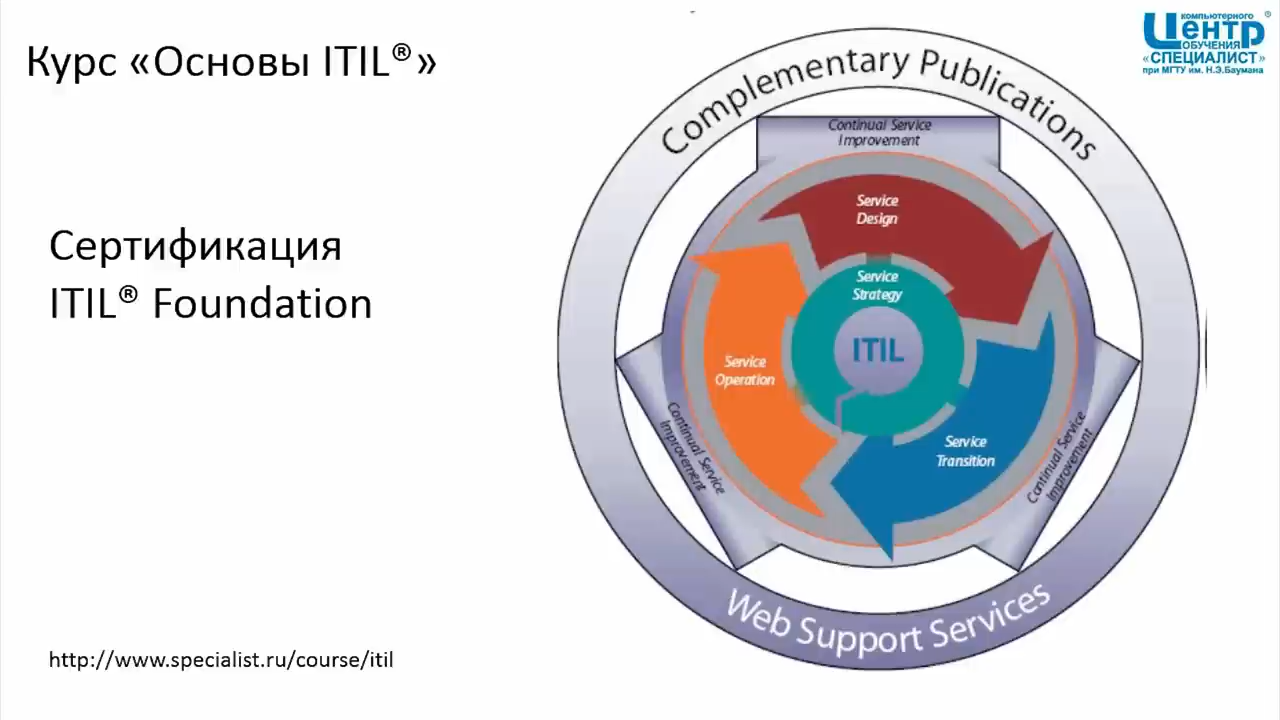 Курс «Основы ITIL®»
компьютерного
Центр®
ОБУЧЕНИЯ
«СПЕЦИАЛИСТ»
при МГТУ им. Н.Э.Баумана
Complementary Publications
Continual Service
Improvement
Service
Design
Сертификация
ITIL® Foundation
Service
Strategy
ITIL
Service
Operation
Service
Transition
Continual Service
Improvement
Continual Service
Improvement
Web Support Services
http://www.specialist.ru/course/itil